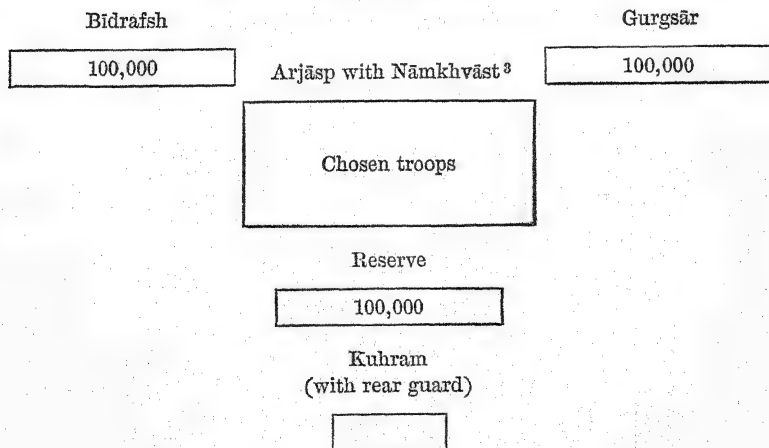 Bīdrafsh
Gurgsār
100,000
Arjāsp with Nāmkhvāst³
100,000
Chosen troops
Reserve
100,000
Kuhram
(with rear guard)